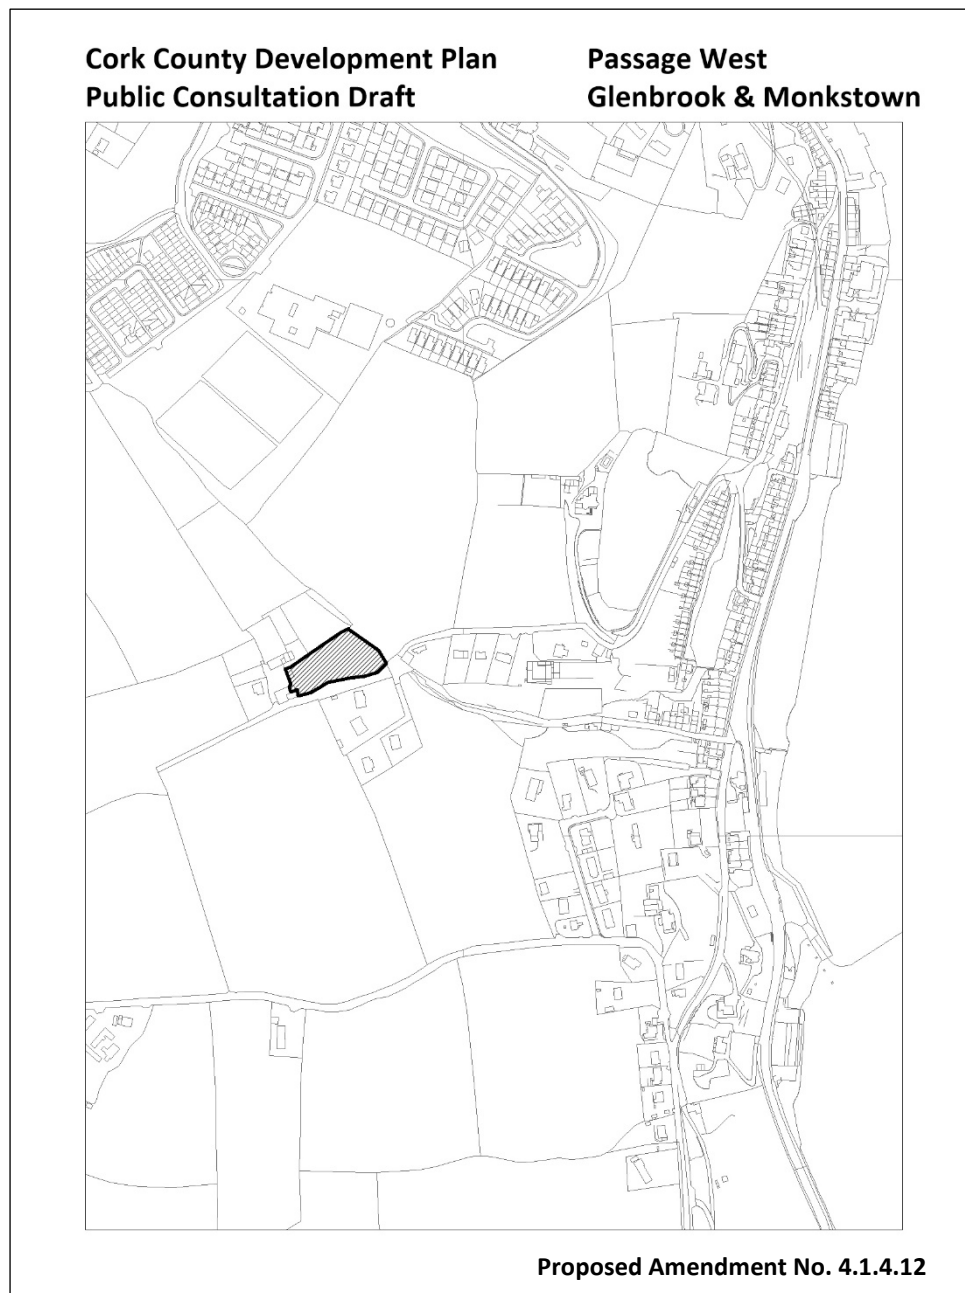 Cork County Development Plan
Public Consultation Draft
Passage West
Glenbrook & Monkstown
Proposed Amendment No. 4.1.4.12